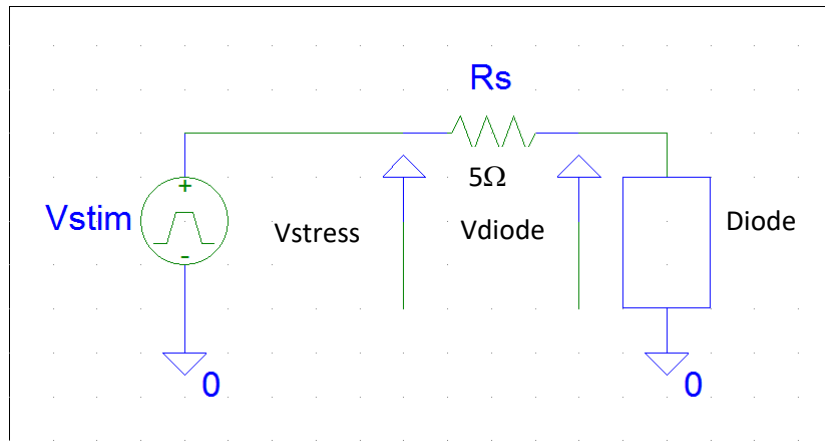 Rs
5Ω
+
Vstim
-
Vstress
Vdiode
Diode
0
0